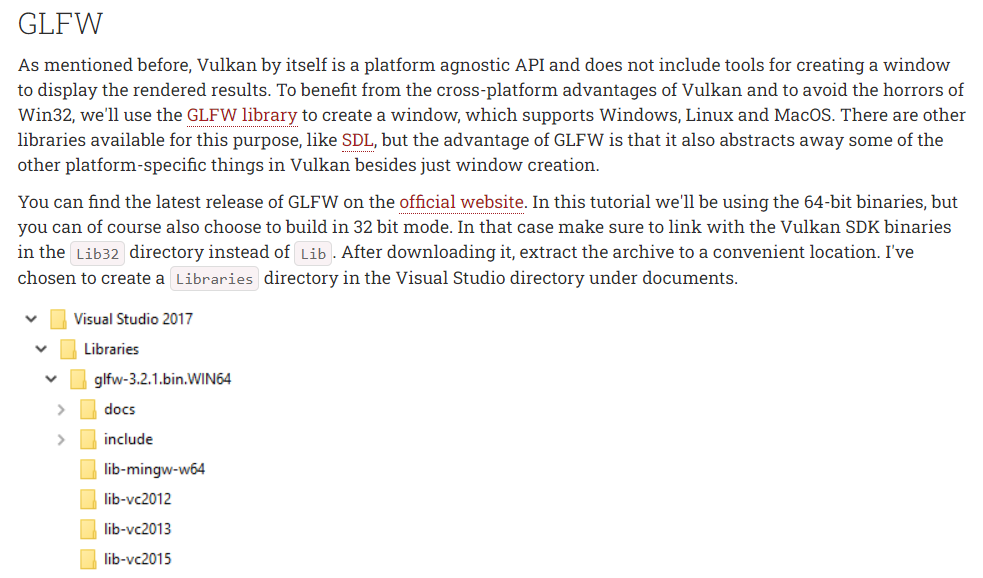 GLFW
As mentioned before, Vulkan by itself is a platform agnostic API and does not include tools for creating a window
to display the rendered results. To benefit from the cross-platform advantages of Vulkan and to avoid the horrors of
Win32, we'll use the GLFW library to create a window, which supports Windows, Linux and MacOS. There are other
libraries available for this purpose, like SDL, but the advantage of GLFW is that it also abstracts away some of the
other platform-specific things in Vulkan besides just window creation.
You can find the latest release of GLFW on the official website. In this tutorial we'll be using the 64-bit binaries, but
you can of course also choose to build in 32 bit mode. In that case make sure to link with the Vulkan SDK binaries
in the Lib32 directory instead of Lib. After downloading it, extract the archive to a convenient location. I've
chosen to create a Libraries directory in the Visual Studio directory under documents.
Visual Studio 2017
Libraries
glfw-3.2.1.bin.WIN64
docs
include
lib-mingw-w64
lib-vc2012
lib-vc2013
lib-vc2015